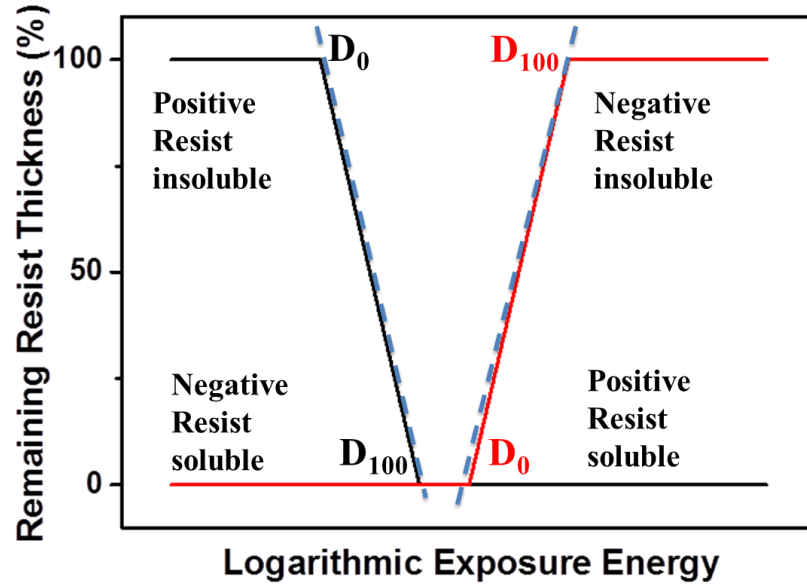 Remaining Resist Thickness (%)
100
50
0
D₀
D₁₀₀
Positive
Resist
insoluble
Negative
Resist
insoluble
Negative
Resist
soluble
D₁₀₀
D₀
Positive
Resist
soluble
Logarithmic Exposure Energy